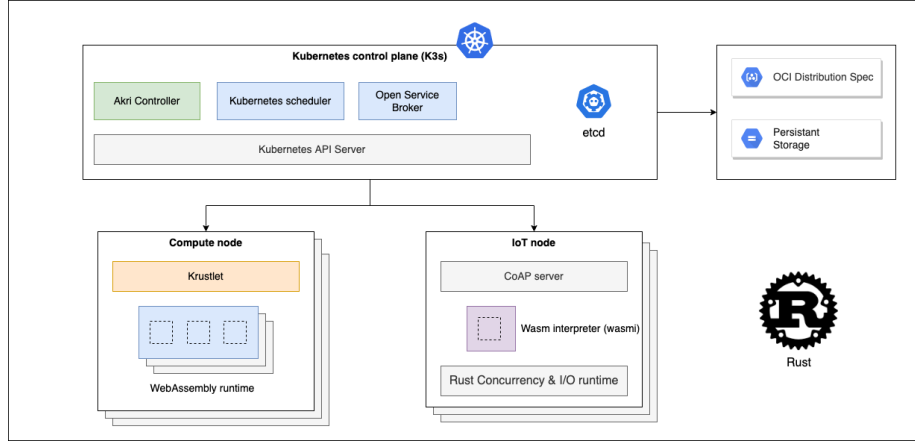 Kubernetes control plane (K3s)
Akri Controller
Kubernetes scheduler
Open Service
Broker
etcd
Kubernetes API Server
OCI Distribution Spec
Persistant
Storage
Compute node
Krustlet
WebAssembly runtime
IoT node
CoAP server
Wasm interpreter (wasmi)
Rust Concurrency & I/O runtime
R
Rust